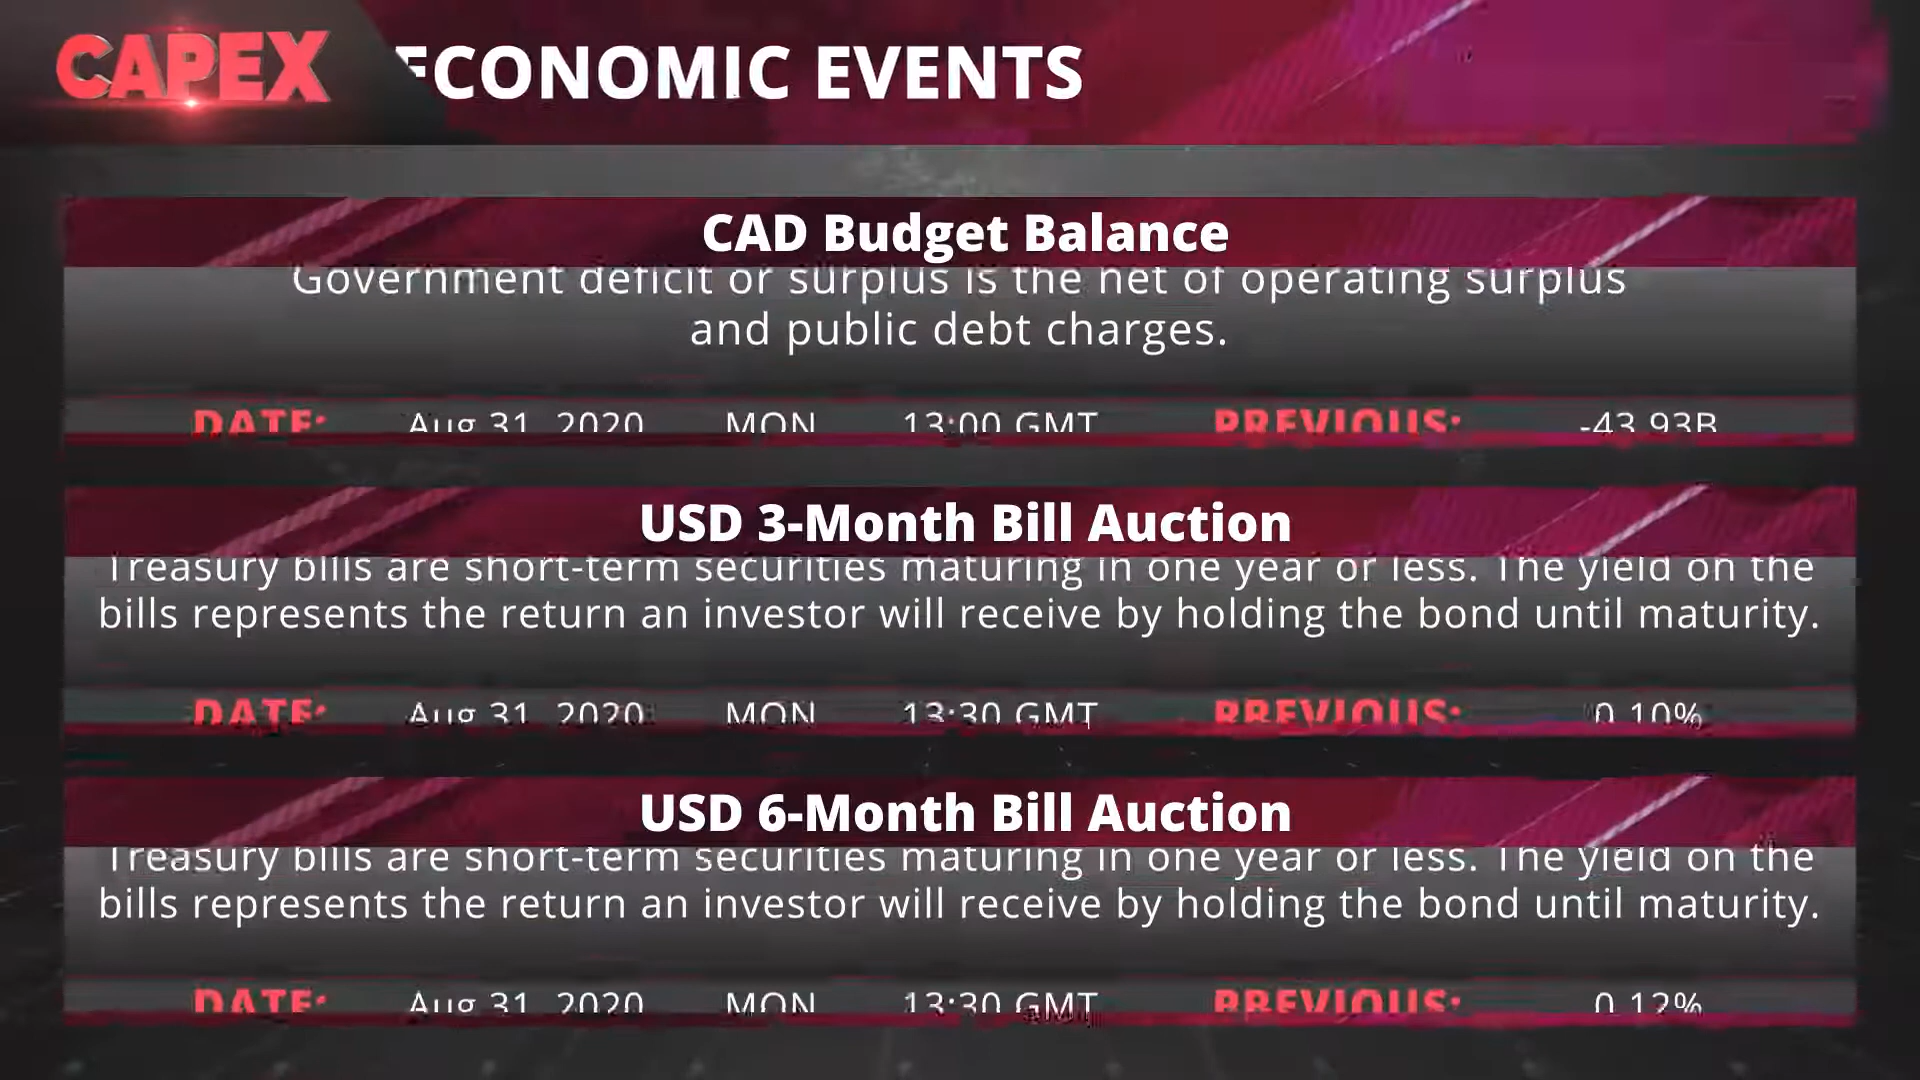 CAPEX
ECONOMIC EVENTS
CAD Budget Balance
Government deficit or surplus is the net of operating surplus
and public debt charges.
DATE: Aug 31, 2020 MON 13:00 GMT PREVIOUS: -43.93B
USD 3-Month Bill Auction
Treasury bills are short-term securities maturing in one year or less. The yield on the
bills represents the return an investor will receive by holding the bond until maturity.
DATE: Aug 31, 2020 MON 13:30 GMT PREVIOUS: 0.10%
USD 6-Month Bill Auction
Treasury bills are short-term securities maturing in one year or less. The yield on the
bills represents the return an investor will receive by holding the bond until maturity.
DATE: Aug 31, 2020 MON 13:30 GMT PREVIOUS: 0.12%